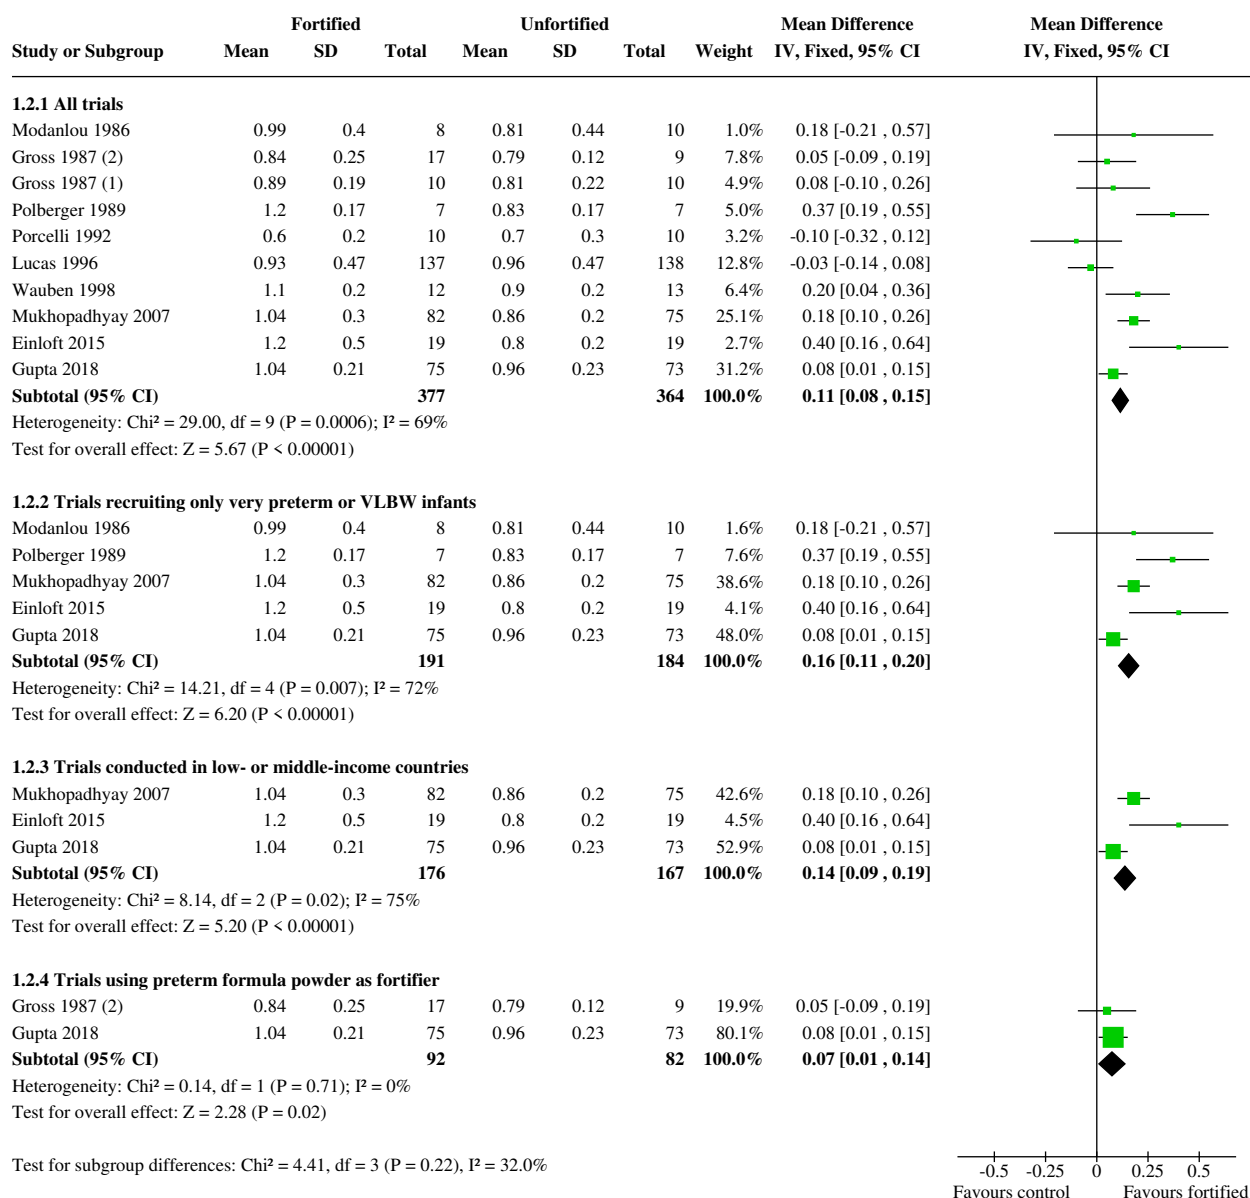 Fortified Unfortified Mean Difference Mean Difference
Study or Subgroup Mean SD Total Mean SD Total Weight IV, Fixed, 95% CI IV, Fixed, 95% CI
1.2.1 All trials
Modanlou 1986 0.99 0.4 8 0.81 0.44 10 1.0% 0.18 [-0.21 , 0.57]
Gross 1987 (2) 0.84 0.25 17 0.79 0.12 9 7.8% 0.05 [-0.09 , 0.19]
Gross 1987 (1) 0.89 0.19 10 0.81 0.22 10 4.9% 0.08 [-0.10 , 0.26]
Polberger 1989 1.2 0.17 7 0.83 0.17 7 5.0% 0.37 [0.19 , 0.55]
Porcelli 1992 0.6 0.2 10 0.7 0.3 10 3.2% -0.10 [-0.32 , 0.12]
Lucas 1996 0.93 0.47 137 0.96 0.47 138 12.8% -0.03 [-0.14 , 0.08]
Wauben 1998 1.1 0.2 12 0.9 0.2 13 6.4% 0.20 [0.04 , 0.36]
Mukhopadhyay 2007 1.04 0.3 82 0.86 0.2 75 25.1% 0.18 [0.10 , 0.26]
Einloft 2015 1.2 0.5 19 0.8 0.2 19 2.7% 0.40 [0.16 , 0.64]
Gupta 2018 1.04 0.21 75 0.96 0.23 73 31.2% 0.08 [0.01 , 0.15]
Subtotal (95% CI) 377 364 100.0% 0.11 [0.08 , 0.15]
Heterogeneity: Chi² = 29.00, df = 9 (P = 0.0006); I² = 69%
Test for overall effect: Z = 5.67 (P < 0.00001)
1.2.2 Trials recruiting only very preterm or VLBW infants
Modanlou 1986 0.99 0.4 8 0.81 0.44 10 1.6% 0.18 [-0.21 , 0.57]
Polberger 1989 1.2 0.17 7 0.83 0.17 7 7.6% 0.37 [0.19 , 0.55]
Mukhopadhyay 2007 1.04 0.3 82 0.86 0.2 75 38.6% 0.18 [0.10 , 0.26]
Einloft 2015 1.2 0.5 19 0.8 0.2 19 4.1% 0.40 [0.16 , 0.64]
Gupta 2018 1.04 0.21 75 0.96 0.23 73 48.0% 0.08 [0.01 , 0.15]
Subtotal (95% CI) 191 184 100.0% 0.16 [0.11 , 0.20]
Heterogeneity: Chi² = 14.21, df = 4 (P = 0.007); I² = 72%
Test for overall effect: Z = 6.20 (P < 0.00001)
1.2.3 Trials conducted in low- or middle-income countries
Mukhopadhyay 2007 1.04 0.3 82 0.86 0.2 75 42.6% 0.18 [0.10 , 0.26]
Einloft 2015 1.2 0.5 19 0.8 0.2 19 4.5% 0.40 [0.16 , 0.64]
Gupta 2018 1.04 0.21 75 0.96 0.23 73 52.9% 0.08 [0.01 , 0.15]
Subtotal (95% CI) 176 167 100.0% 0.14 [0.09 , 0.19]
Heterogeneity: Chi² = 8.14, df = 2 (P = 0.02); I² = 75%
Test for overall effect: Z = 5.20 (P < 0.00001)
1.2.4 Trials using preterm formula powder as fortifier
Gross 1987 (2) 0.84 0.25 17 0.79 0.12 9 19.9% 0.05 [-0.09 , 0.19]
Gupta 2018 1.04 0.21 75 0.96 0.23 73 80.1% 0.08 [0.01 , 0.15]
Subtotal (95% CI) 92 82 100.0% 0.07 [0.01 , 0.14]
Heterogeneity: Chi² = 0.14, df = 1 (P = 0.71); I² = 0%
Test for overall effect: Z = 2.28 (P = 0.02)
Test for subgroup differences: Chi² = 4.41, df = 3 (P = 0.22), I² = 32.0%
-0.5 -0.25 0 0.25 0.5
Favours control Favours fortified